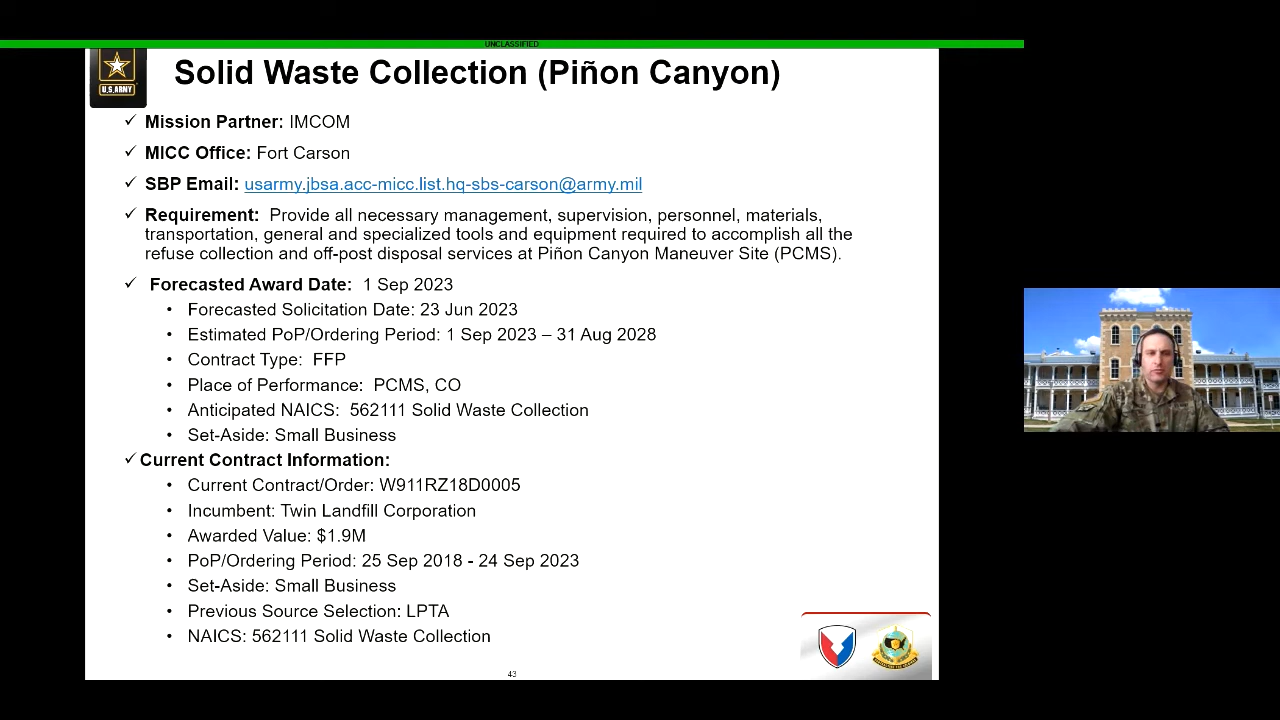 UNCLASSIFIED
U.S.ARMY
Solid Waste Collection (Piñon Canyon)
✓ Mission Partner: IMCOM
✓ MICC Office: Fort Carson
✓ SBP Email: usarmy.jbsa.acc-micc.list.hq-sbs-carson@army.mil
✓ Requirement: Provide all necessary management, supervision, personnel, materials,
transportation, general and specialized tools and equipment required to accomplish all the
refuse collection and off-post disposal services at Piñon Canyon Maneuver Site (PCMS).
✓ Forecasted Award Date: 1 Sep 2023
• Forecasted Solicitation Date: 23 Jun 2023
• Estimated PoP/Ordering Period: 1 Sep 2023 – 31 Aug 2028
• Contract Type: FFP
• Place of Performance: PCMS, CO
• Anticipated NAICS: 562111 Solid Waste Collection
• Set-Aside: Small Business
✓ Current Contract Information:
• Current Contract/Order: W911RZ18D0005
• Incumbent: Twin Landfill Corporation
• Awarded Value: $1.9M
• PoP/Ordering Period: 25 Sep 2018 - 24 Sep 2023
• Set-Aside: Small Business
• Previous Source Selection: LPTA
• NAICS: 562111 Solid Waste Collection
43